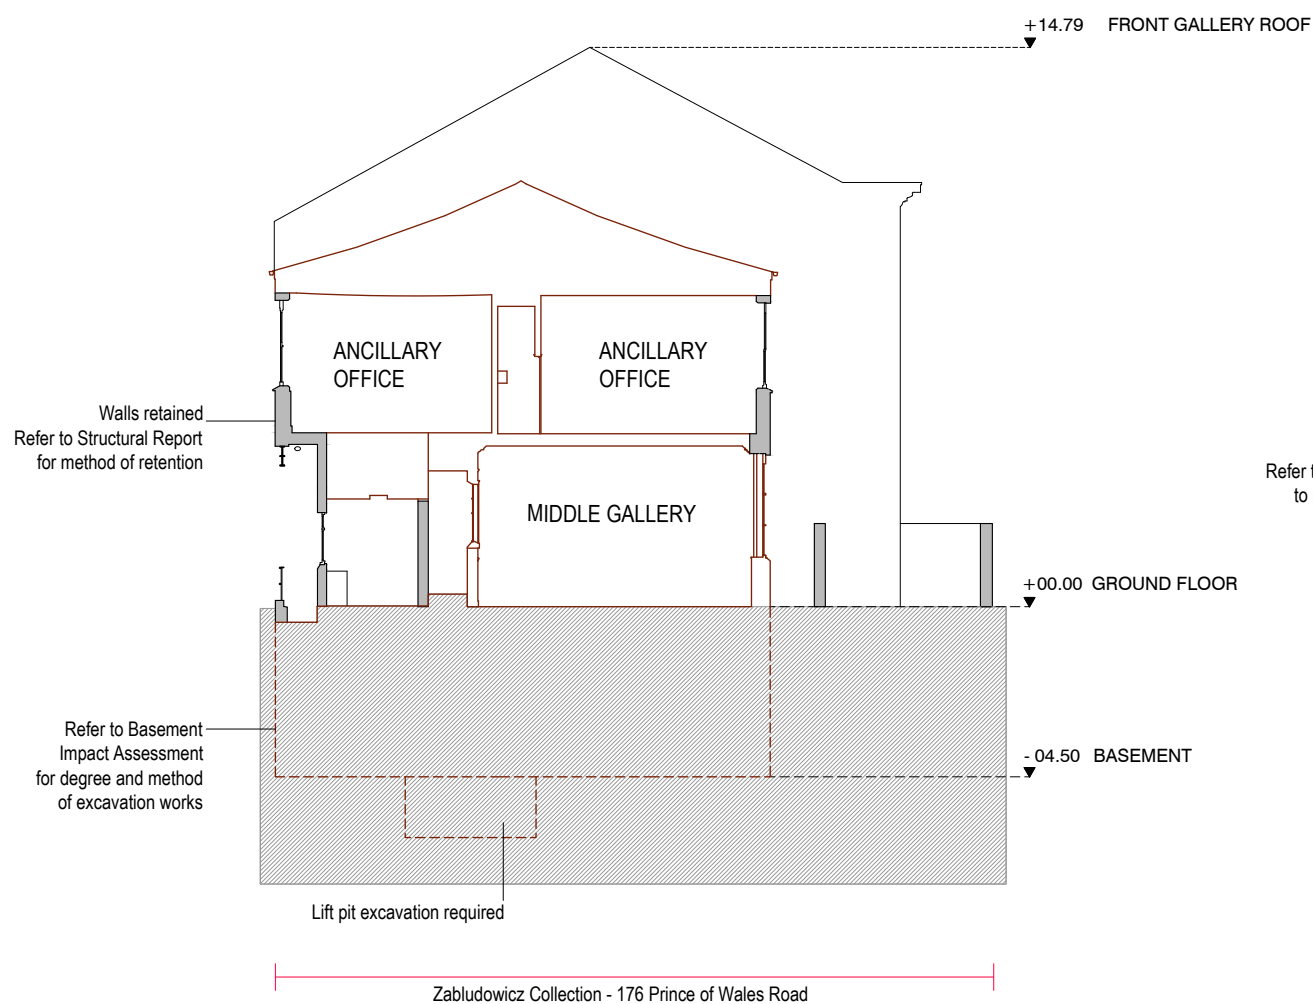 +14.79 FRONT GALLERY ROOF
ANCILLARY
OFFICE
ANCILLARY
OFFICE
Walls retained
Refer to Structural Report
for method of retention
MIDDLE GALLERY
Refer
to
+00.00 GROUND FLOOR
Refer to Basement
Impact Assessment
for degree and method
of excavation works
- 04.50 BASEMENT
Lift pit excavation required
Zabludowicz Collection - 176 Prince of Wales Road